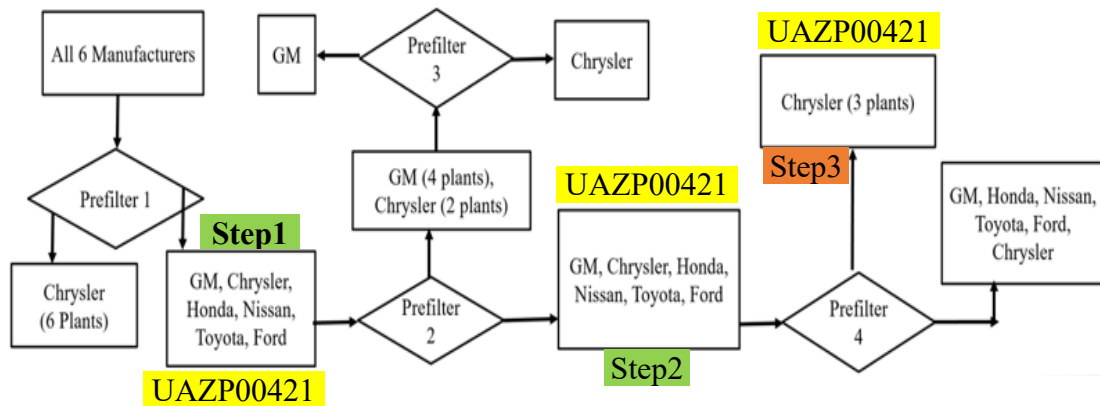 All 6 Manufacturers
Prefilter 1
Chrysler
(6 Plants)
Step1
GM, Chrysler,
Honda, Nissan,
Toyota, Ford
UAZP00421
Prefilter
2
GM (4 plants),
Chrysler (2 plants)
Prefilter
3
GM
Chrysler
UAZP00421
GM, Chrysler, Honda,
Nissan, Toyota, Ford
Step2
Prefilter
4
UAZP00421
Chrysler (3 plants)
Step3
GM, Honda, Nissan,
Toyota, Ford,
Chrysler